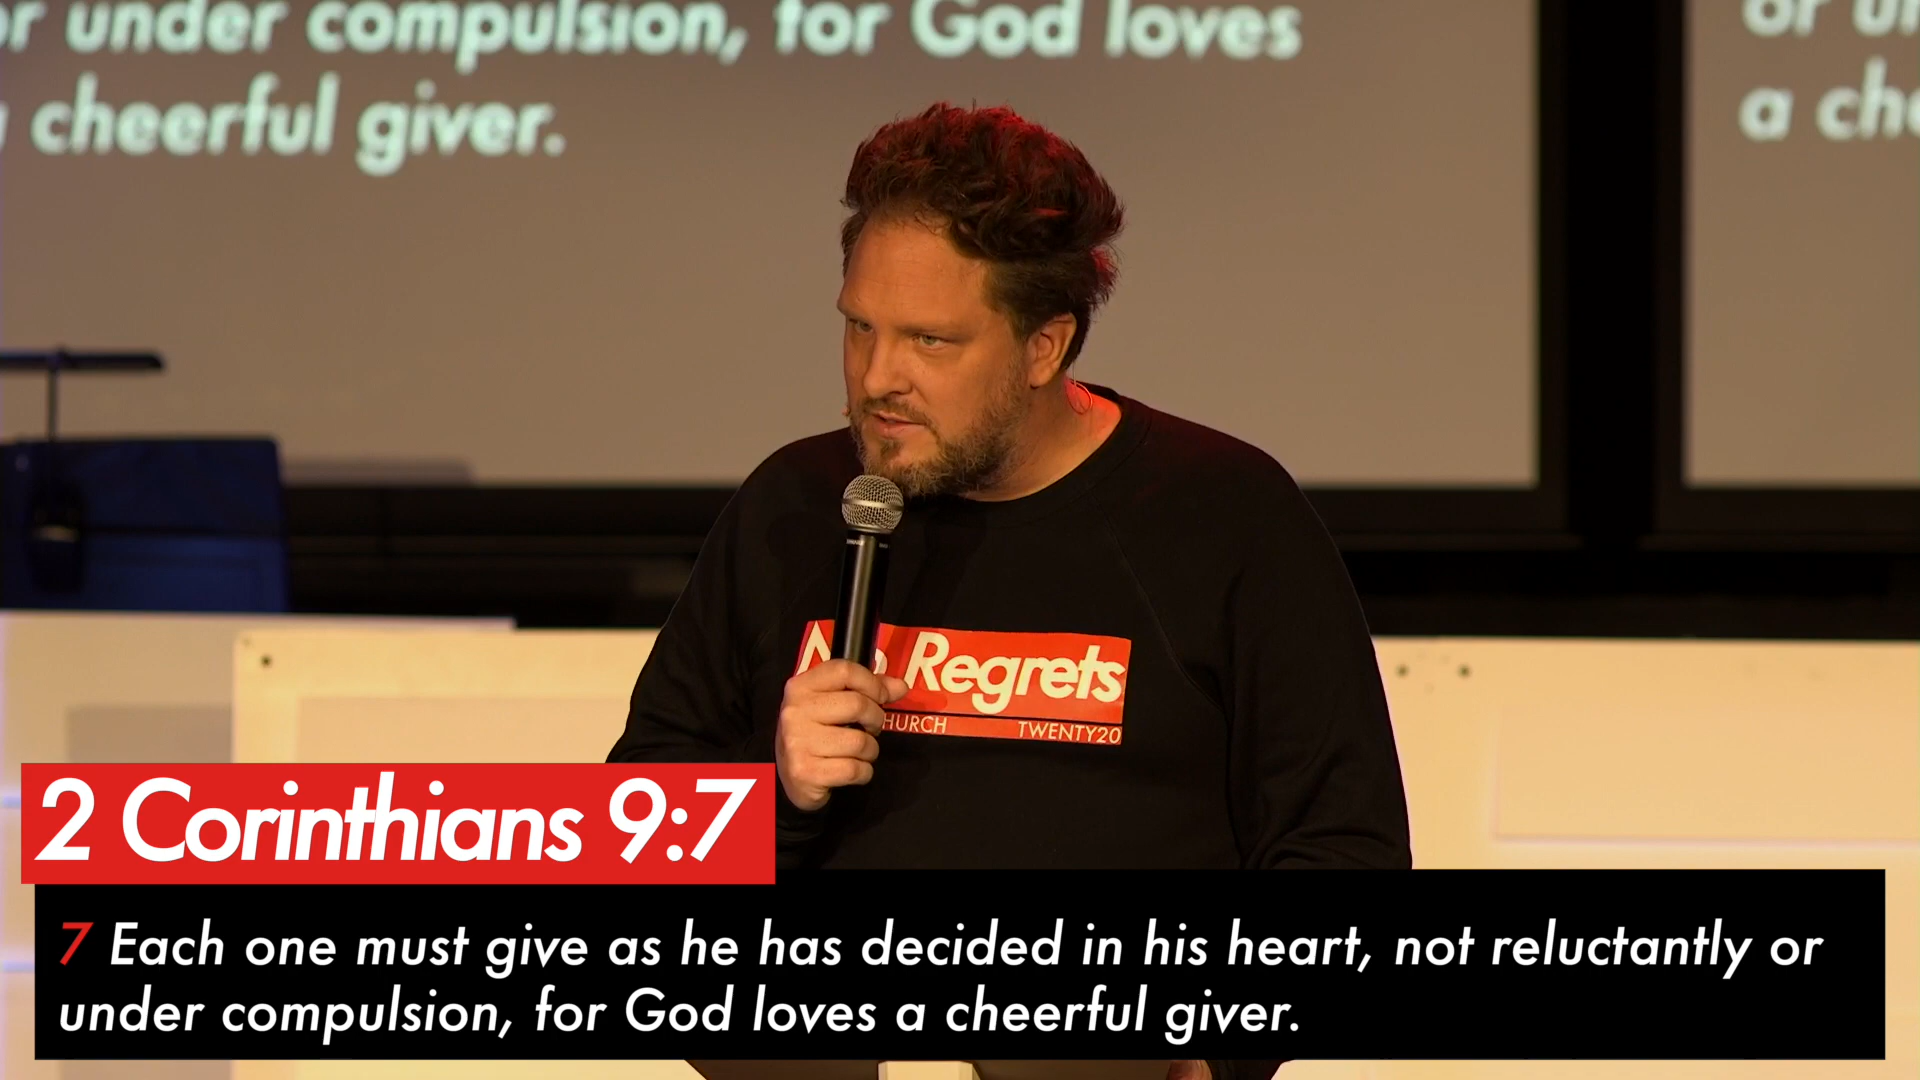 or under compulsion, for God loves
a cheerful giver.
a
No Regrets
HURCH TWENTY20
2 Corinthians 9:7
7 Each one must give as he has decided in his heart, not reluctantly or
under compulsion, for God loves a cheerful giver.